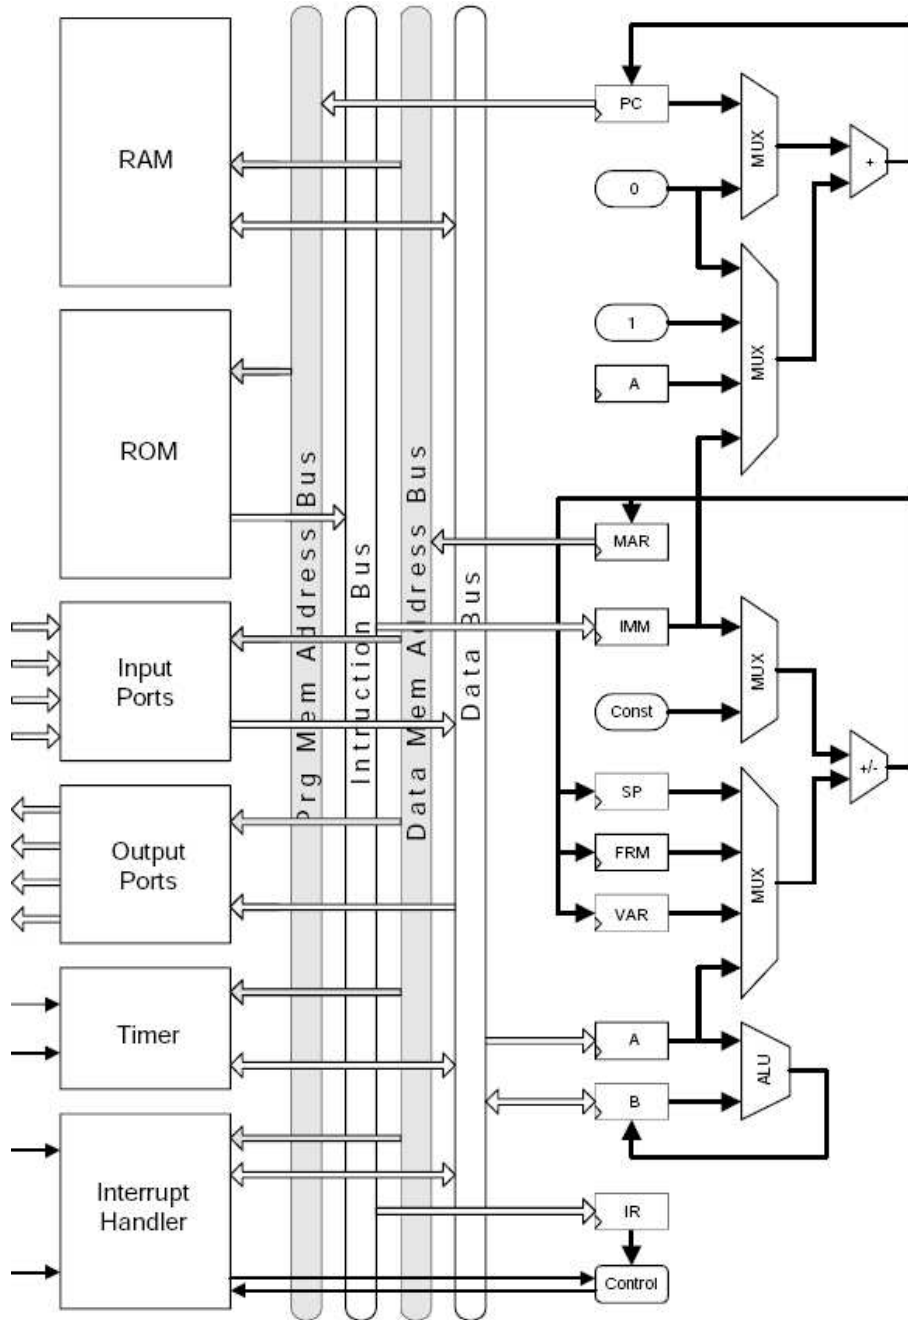 RAM
ROM
Input
Ports
Output
Ports
Timer
Interrupt
Handler
Prg Mem Address Bus
Intruction Bus
Data Mem Address Bus
Data Bus
PC
0
1
A
MAR
IMM
Const
SP
FRM
VAR
A
B
IR
Control
MUX
MUX
MUX
MUX
ALU
+
+/-